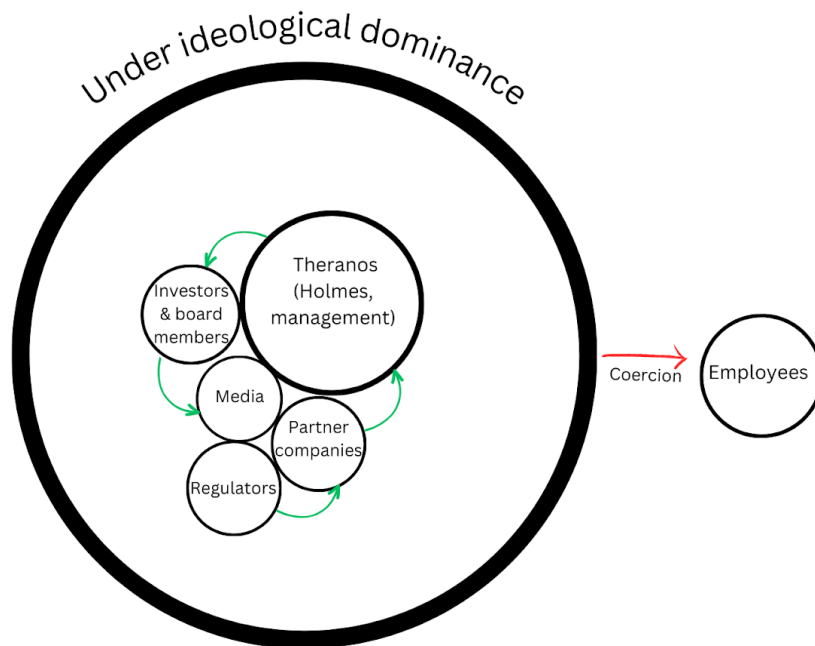 Under ideological dominance
Theranos
(Holmes,
management)
Investors
& board
members
Media
Partner
companies
Regulators
Coercion
Employees